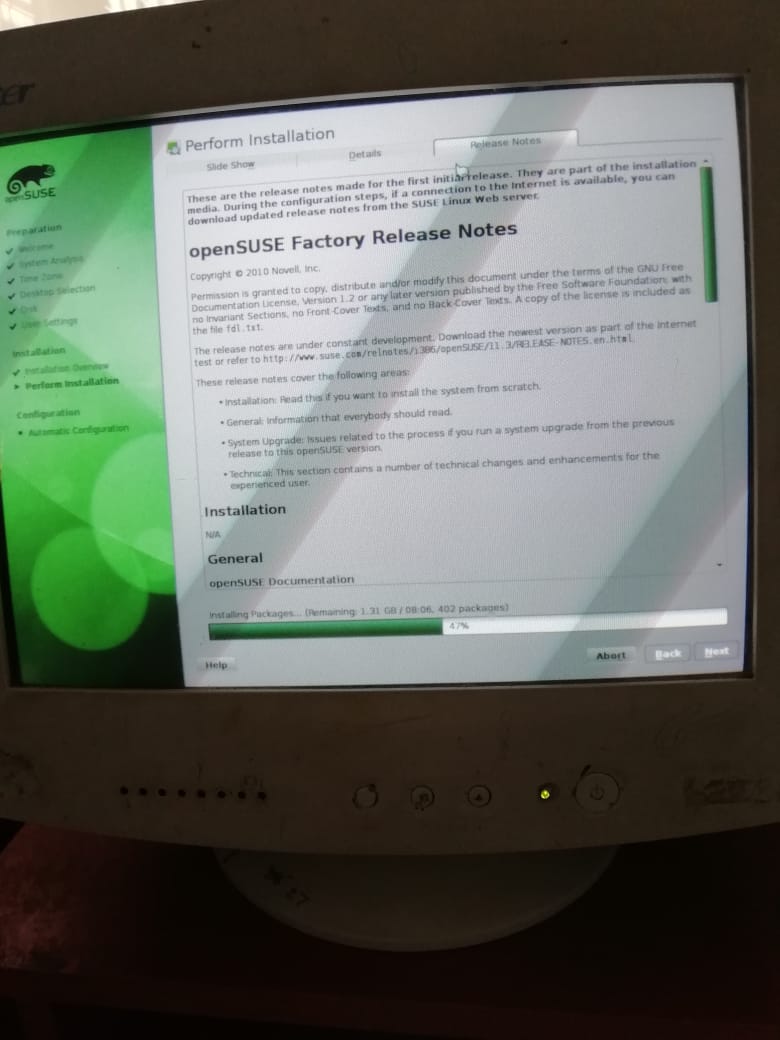 cer
Perform Installation
Slide Show
Details
Release Notes
openSUSE
Preparation
Welcome
System Analysis
Time Zone
Desktop Selection
Disk
User Settings
Installation
Installation Overview
Perform Installation
Configuration
Automatic Configuration
These are the release notes made for the first initial release. They are part of the installation
media. During the configuration steps, if a connection to the Internet is available, you can
download updated release notes from the SUSE Linux Web server.
openSUSE Factory Release Notes
Copyright © 2010 Novell, Inc.
Permission is granted to copy, distribute and/or modify this document under the terms of the GNU Free
Documentation License, Version 1.2 or any later version published by the Free Software Foundation; with
no Invariant Sections, no Front-Cover Texts, and no Back-Cover Texts. A copy of the license is included as
the file fdl.txt.
The release notes are under constant development. Download the newest version as part of the Internet
test or refer to http://www.suse.com/relnotes/i386/openSUSE/11.3/RELEASE-NOTES.en.html.
These release notes cover the following areas:
• Installation: Read this if you want to install the system from scratch.
• General: Information that everybody should read.
• System Upgrade: Issues related to the process if you run a system upgrade from the previous
release to this openSUSE version.
• Technical: This section contains a number of technical changes and enhancements for the
experienced user.
Installation
N/A
General
openSUSE Documentation
Installing Packages... (Remaining: 1.31 GB / 08:06, 402 packages)
47%
Help
Abort
Back
Next